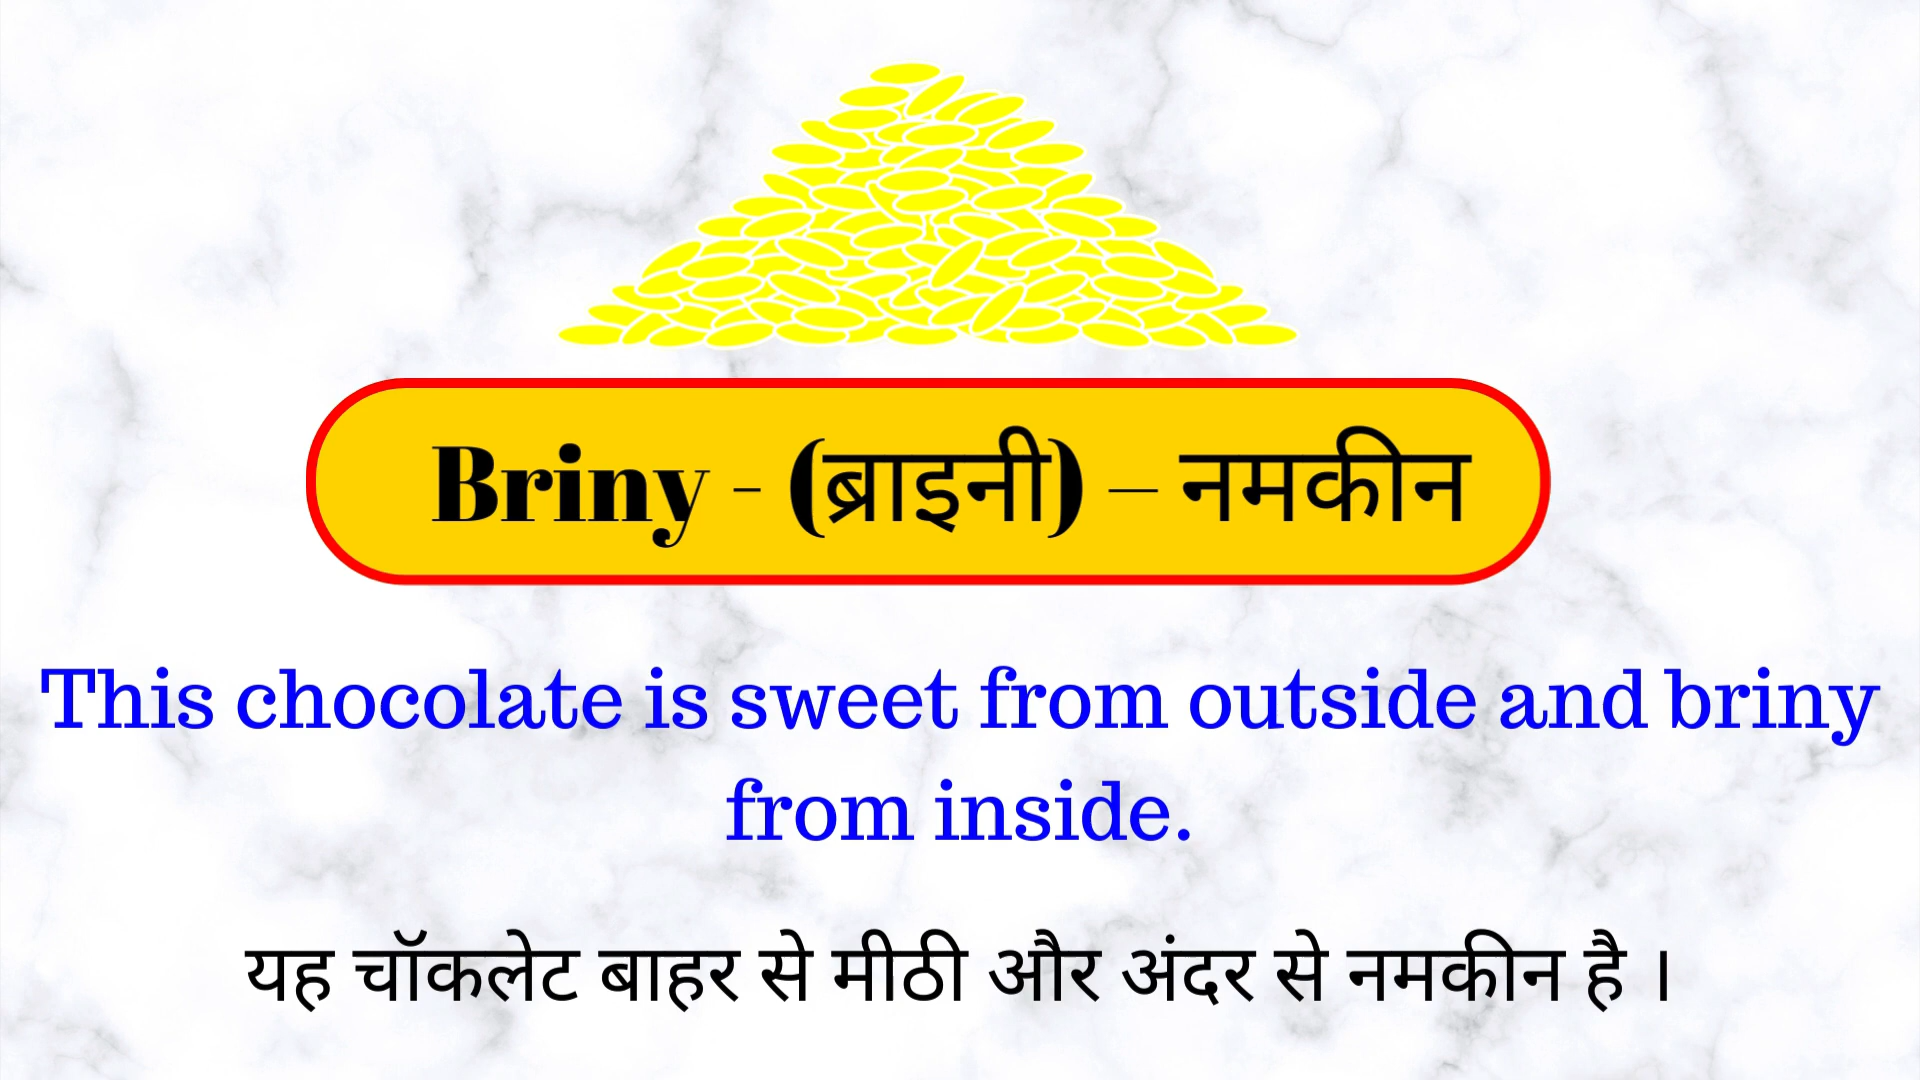 Briny - (ब्राइनी) – नमकीन
This chocolate is sweet from outside and briny
from inside.
यह चॉकलेट बाहर से मीठी और अंदर से नमकीन है ।